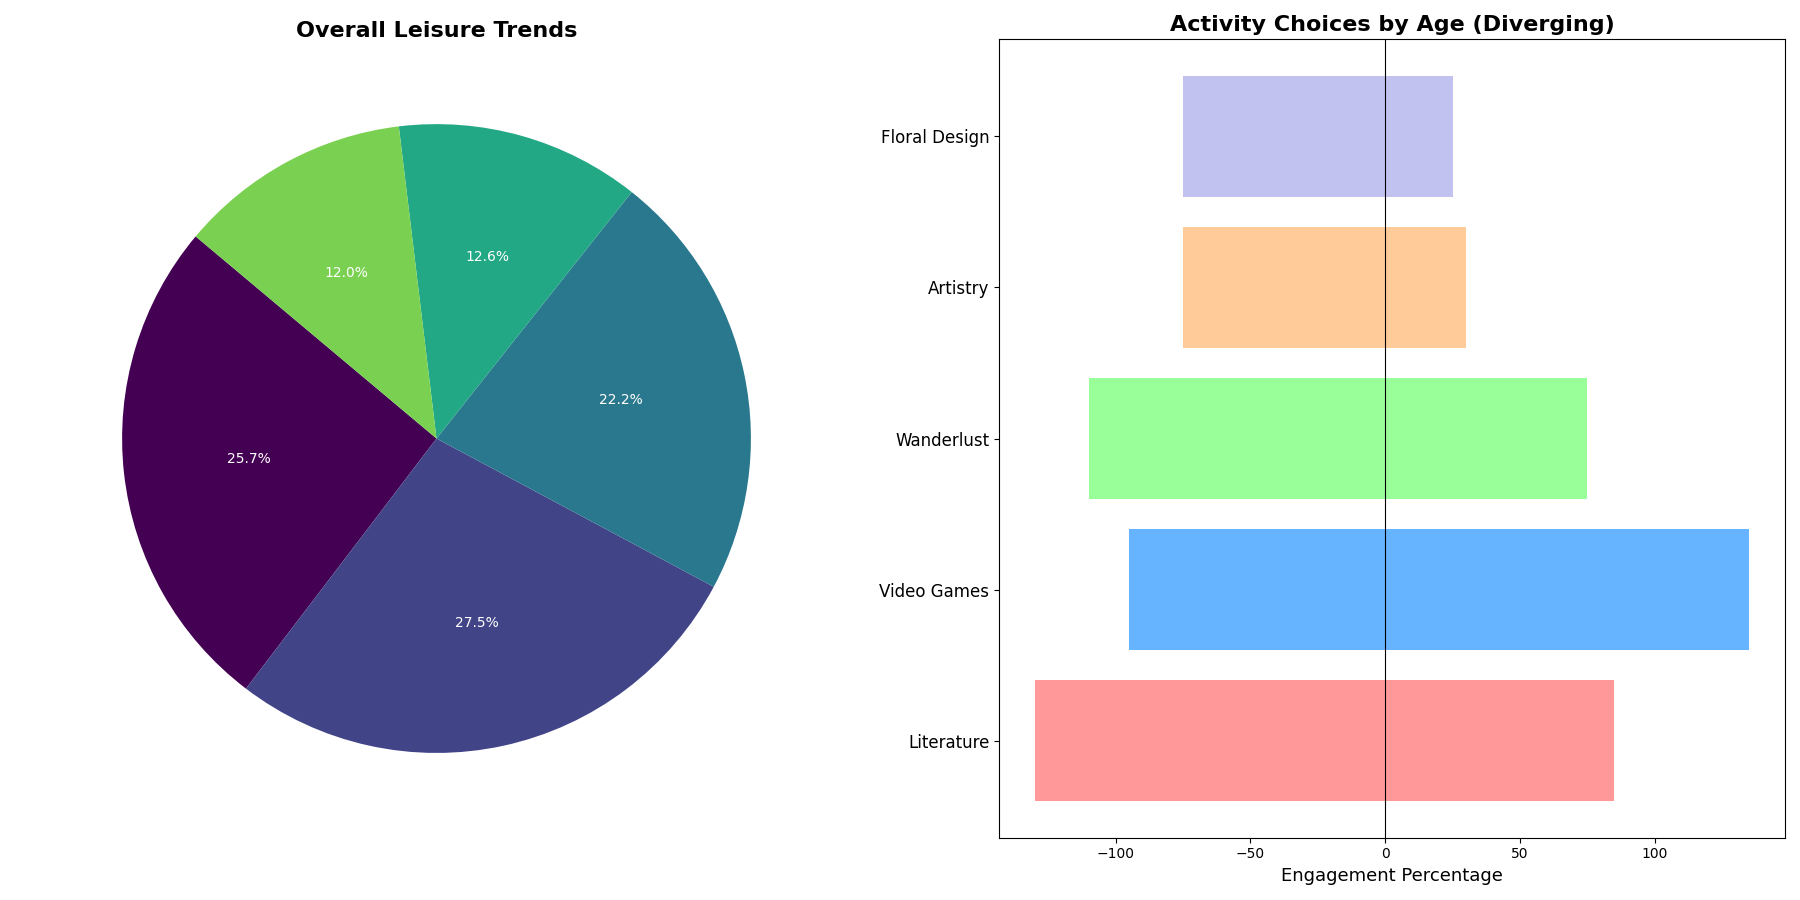 Overall Leisure Trends
12.6%
12.0%
22.2%
25.7%
27.5%
Activity Choices by Age (Diverging)
Floral Design
Artistry
Wanderlust
Video Games
Literature
−100
−50
0
50
100
Engagement Percentage